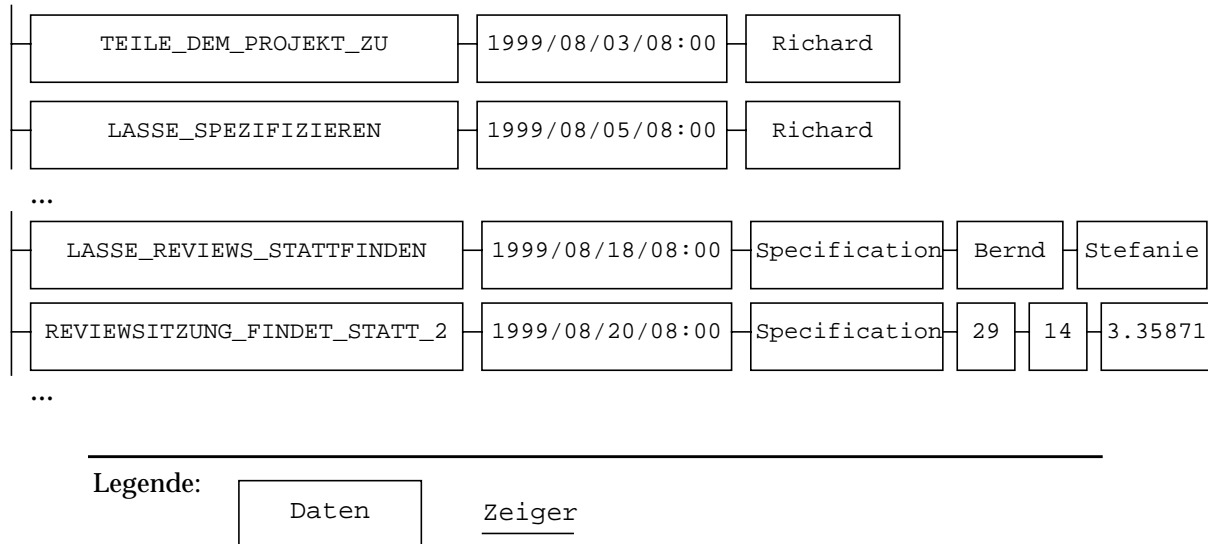 TEILE_DEM_PROJEKT_ZU 1999/08/03/08:00 Richard
LASSE_SPEZIFIZIEREN 1999/08/05/08:00 Richard
...
LASSE_REVIEWS_STATTFINDEN 1999/08/18/08:00 Specification Bernd Stefanie
REVIEWSITZUNG_FINDET_STATT_2 1999/08/20/08:00 Specification 29 14 3.35871
...
Legende: Daten Zeiger